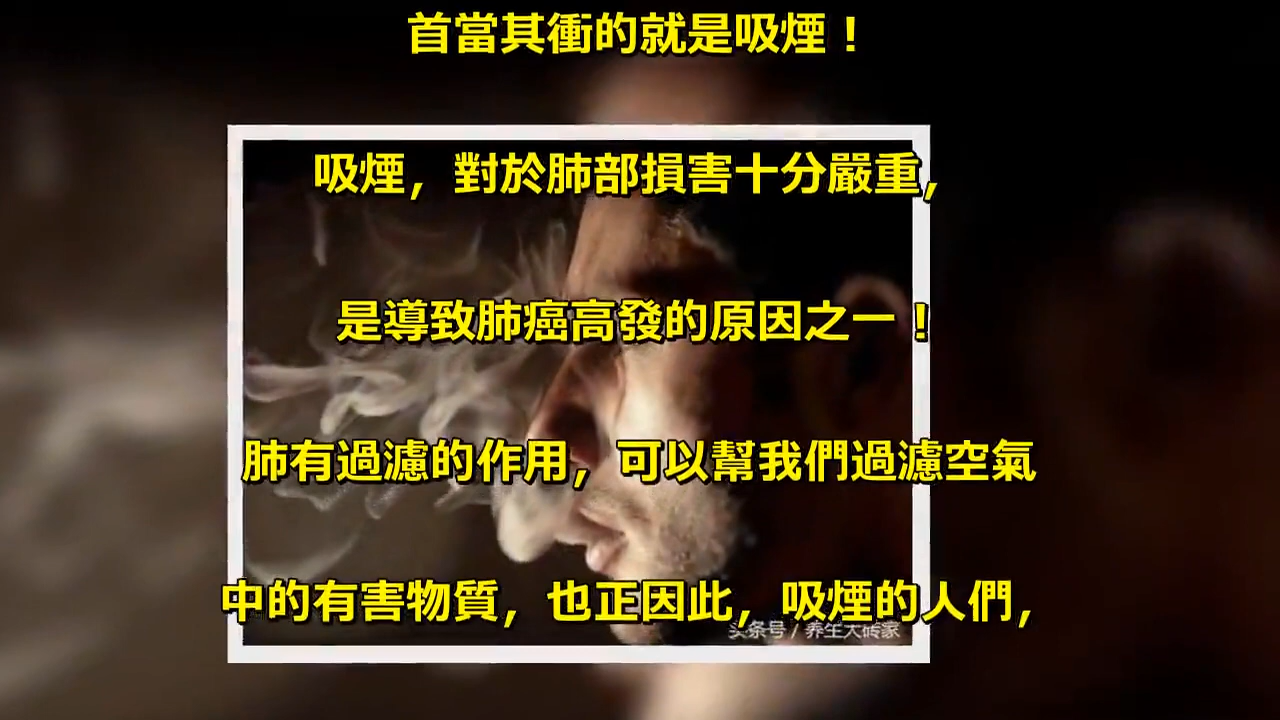 首當其衝的就是吸煙！
吸煙，對於肺部損害十分嚴重，
是導致肺癌高發的原因之一！
肺有過濾的作用，可以幫我們過濾空氣
中的有害物質，也正因此，吸煙的人們，
头条号 / 养生大砖家